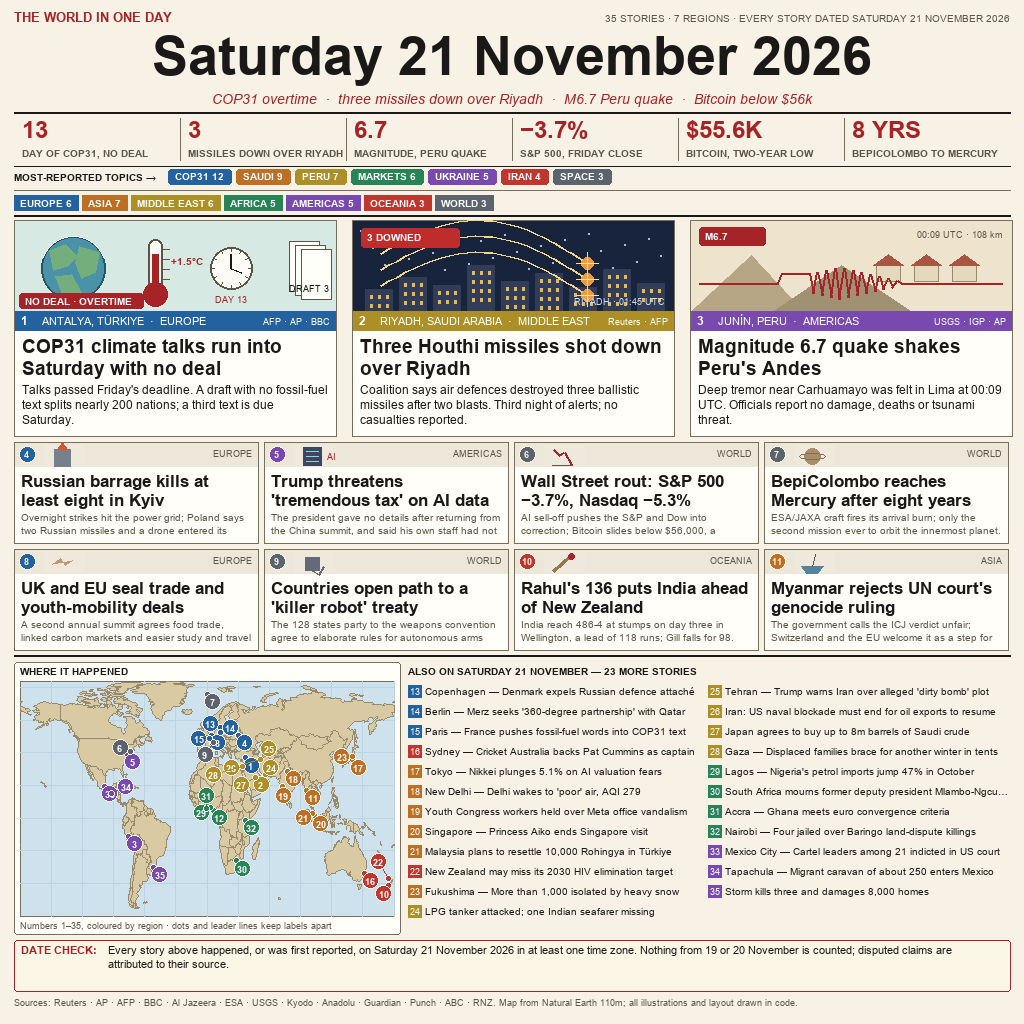 THE WORLD IN ONE DAY
35 STORIES · 7 REGIONS · EVERY STORY DATED SATURDAY 21 NOVEMBER 2026
Saturday 21 November 2026
COP31 overtime · three missiles down over Riyadh · M6.7 Peru quake · Bitcoin below $56k
13
DAY OF COP31, NO DEAL
3
MISSILES DOWN OVER RIYADH
6.7
MAGNITUDE, PERU QUAKE
−3.7%
S&P 500, FRIDAY CLOSE
$55.6K
BITCOIN, TWO-YEAR LOW
8 YRS
BEPICOLOMBO TO MERCURY
MOST-REPORTED TOPICS → COP31 12 SAUDI 9 PERU 7 MARKETS 6 UKRAINE 5 IRAN 4 SPACE 3
EUROPE 6 ASIA 7 MIDDLE EAST 6 AFRICA 5 AMERICAS 5 OCEANIA 3 WORLD 3
+1.5°C
DAY 13
DRAFT 3
NO DEAL · OVERTIME
1 ANTALYA, TÜRKIYE · EUROPE AFP · AP · BBC
COP31 climate talks run into
Saturday with no deal
Talks passed Friday's deadline. A draft with no fossil-fuel
text splits nearly 200 nations; a third text is due
Saturday.
3 DOWNED
RIYADH · 01:45 UTC
2 RIYADH, SAUDI ARABIA · MIDDLE EAST Reuters · AFP
Three Houthi missiles shot down
over Riyadh
Coalition says air defences destroyed three ballistic
missiles after two blasts. Third night of alerts; no
casualties reported.
M6.7
00:09 UTC · 108 km
3 JUNÍN, PERU · AMERICAS USGS · IGP · AP
Magnitude 6.7 quake shakes
Peru's Andes
Deep tremor near Carhuamayo was felt in Lima at 00:09
UTC. Officials report no damage, deaths or tsunami
threat.
4 EUROPE
Russian barrage kills at
least eight in Kyiv
Overnight strikes hit the power grid; Poland says
two Russian missiles and a drone entered its
5 AI AMERICAS
Trump threatens
'tremendous tax' on AI data
The president gave no details after returning from
the China summit, and said his own staff had not
6 WORLD
Wall Street rout: S&P 500
−3.7%, Nasdaq −5.3%
AI sell-off pushes the S&P and Dow into
correction; Bitcoin slides below $56,000, a
7 WORLD
BepiColombo reaches
Mercury after eight years
ESA/JAXA craft fires its arrival burn; only the
second mission ever to orbit the innermost planet.
8 EUROPE
UK and EU seal trade and
youth-mobility deals
A second annual summit agrees food trade,
linked carbon markets and easier study and travel
9 WORLD
Countries open path to a
'killer robot' treaty
The 128 states party to the weapons convention
agree to elaborate rules for autonomous arms
10 OCEANIA
Rahul's 136 puts India ahead
of New Zealand
India reach 486-4 at stumps on day three in
Wellington, a lead of 118 runs; Gill falls for 98.
11 ASIA
Myanmar rejects UN court's
genocide ruling
The government calls the ICJ verdict unfair;
Switzerland and the EU welcome it as a step for
WHERE IT HAPPENED
7
13
14
15
8
4
6
9
5
1
25
23
17
28
26
24
27
2
18
33
34
31
19
11
29
12
32
21
20
3
35
30
22
16
10
Numbers 1–35, coloured by region · dots and leader lines keep labels apart
ALSO ON SATURDAY 21 NOVEMBER — 23 MORE STORIES
13 Copenhagen — Denmark expels Russian defence attaché
14 Berlin — Merz seeks '360-degree partnership' with Qatar
15 Paris — France pushes fossil-fuel words into COP31 text
16 Sydney — Cricket Australia backs Pat Cummins as captain
17 Tokyo — Nikkei plunges 5.1% on AI valuation fears
18 New Delhi — Delhi wakes to 'poor' air, AQI 279
19 Youth Congress workers held over Meta office vandalism
20 Singapore — Princess Aiko ends Singapore visit
21 Malaysia plans to resettle 10,000 Rohingya in Türkiye
22 New Zealand may miss its 2030 HIV elimination target
23 Fukushima — More than 1,000 isolated by heavy snow
24 LPG tanker attacked; one Indian seafarer missing
25 Tehran — Trump warns Iran over alleged 'dirty bomb' plot
26 Iran: US naval blockade must end for oil exports to resume
27 Japan agrees to buy up to 8m barrels of Saudi crude
28 Gaza — Displaced families brace for another winter in tents
29 Lagos — Nigeria's petrol imports jump 47% in October
30 South Africa mourns former deputy president Mlambo-Ngcu...
31 Accra — Ghana meets euro convergence criteria
32 Nairobi — Four jailed over Baringo land-dispute killings
33 Mexico City — Cartel leaders among 21 indicted in US court
34 Tapachula — Migrant caravan of about 250 enters Mexico
35 Storm kills three and damages 8,000 homes
DATE CHECK: Every story above happened, or was first reported, on Saturday 21 November 2026 in at least one time zone. Nothing from 19 or 20 November is counted; disputed claims are
attributed to their source.
Sources: Reuters · AP · AFP · BBC · Al Jazeera · ESA · USGS · Kyodo · Anadolu · Guardian · Punch · ABC · RNZ. Map from Natural Earth 110m; all illustrations and layout drawn in code.